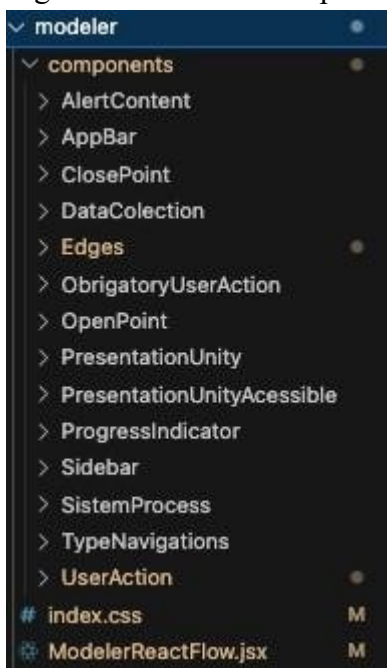 modeler
components
AlertContent
AppBar
ClosePoint
DataColection
Edges
ObrigatoryUserAction
OpenPoint
PresentationUnity
PresentationUnityAcessible
ProgressIndicator
Sidebar
SistemProcess
TypeNavigations
UserAction
# index.css M
ModelerReactFlow.jsx M